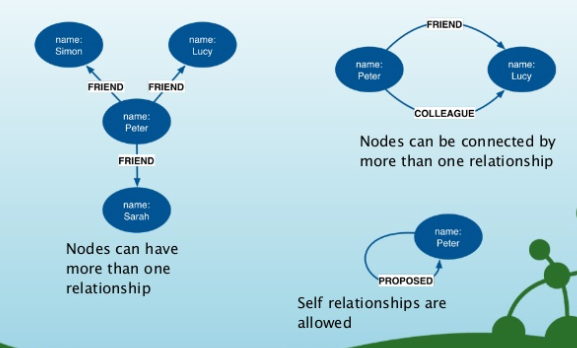 name:
Simon
name:
Lucy
FRIEND
FRIEND
name:
Peter
FRIEND
name:
Sarah
Nodes can have
more than one
relationship
FRIEND
name:
Peter
name:
Lucy
COLLEAGUE
Nodes can be connected by
more than one relationship
name:
Peter
PROPOSED
Self relationships are
allowed